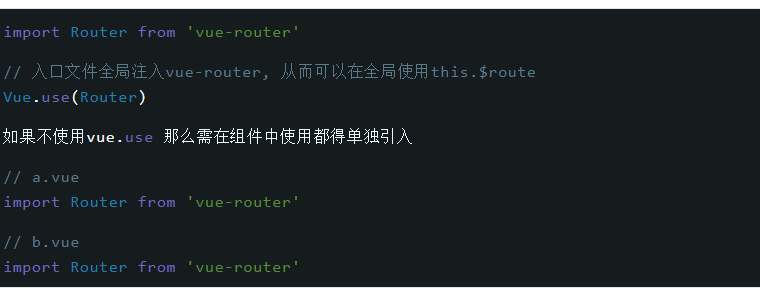 import Router from 'vue-router'
// 入口文件全局注入vue-router, 从而可以在全局使用this.$route
Vue.use(Router)
如果不使用vue.use 那么需在组件中使用都得单独引入
// a.vue
import Router from 'vue-router'
// b.vue
import Router from 'vue-router'